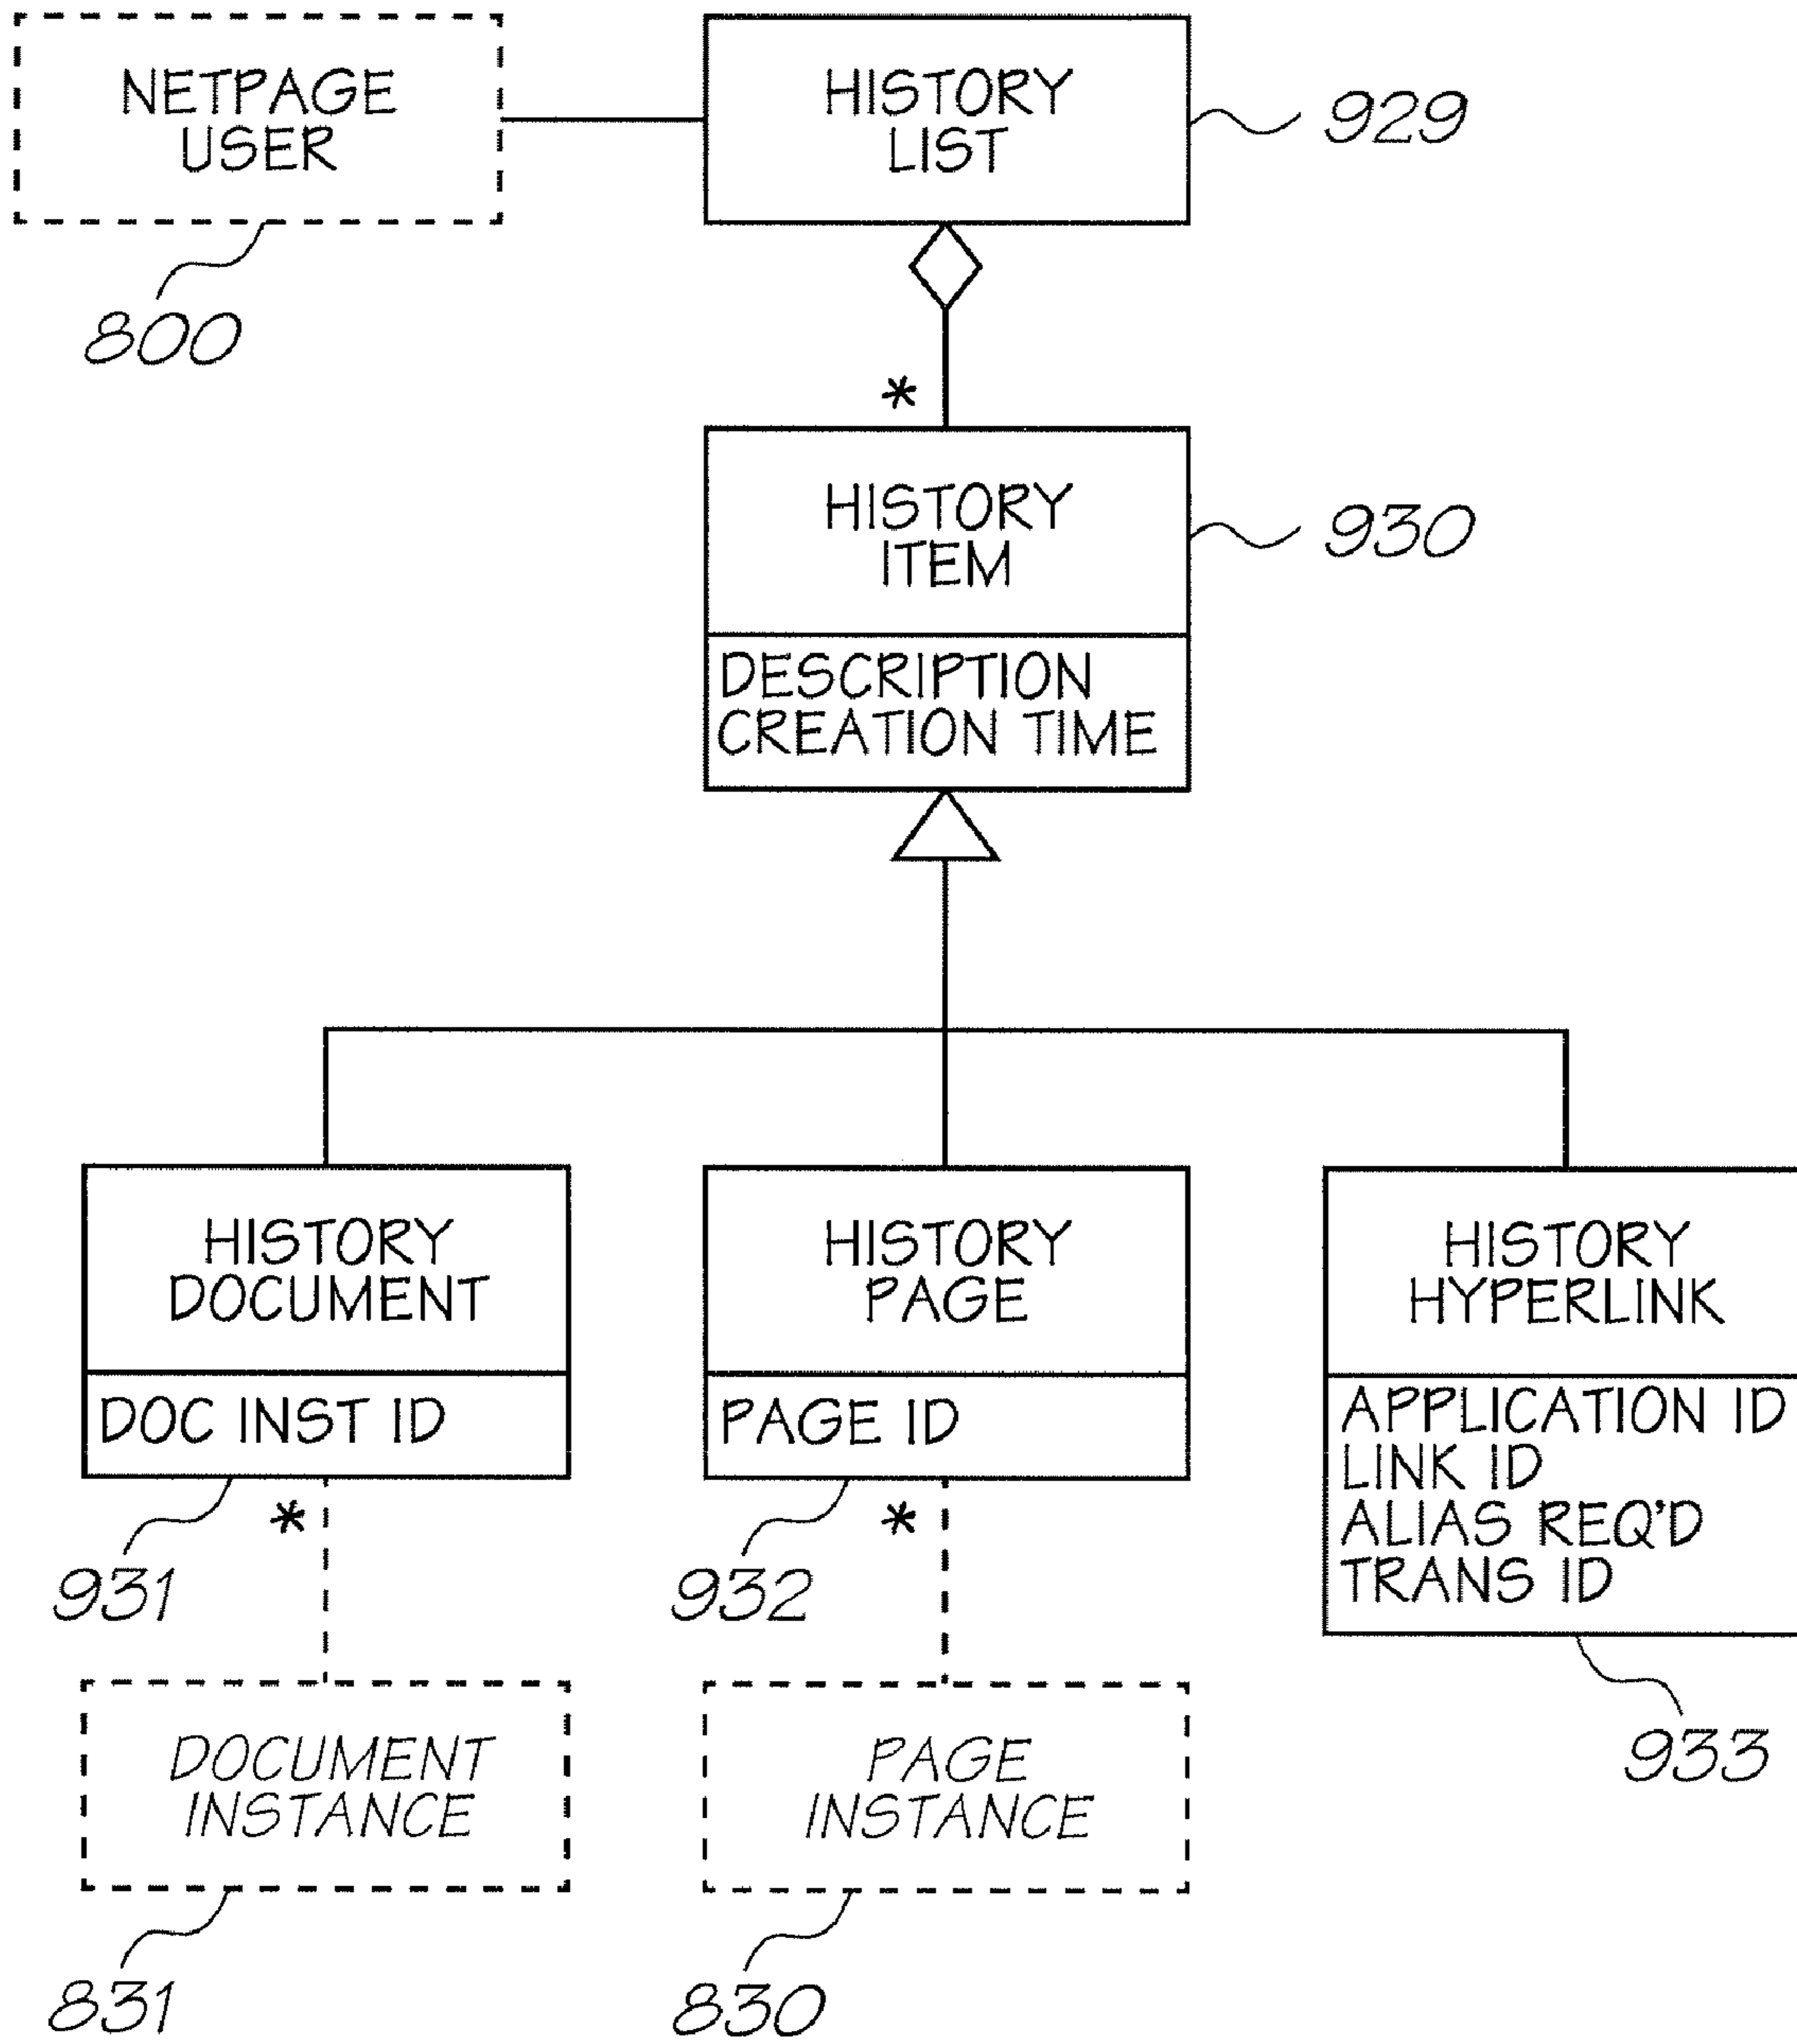 NETPAGE
USER
800
HISTORY
LIST
929
*
HISTORY
ITEM
930
DESCRIPTION
CREATION TIME
HISTORY
DOCUMENT
DOC INST ID
931
*
HISTORY
PAGE
PAGE ID
932
*
HISTORY
HYPERLINK
APPLICATION ID
LINK ID
ALIAS REQ'D
TRANS ID
933
DOCUMENT
INSTANCE
831
PAGE
INSTANCE
830